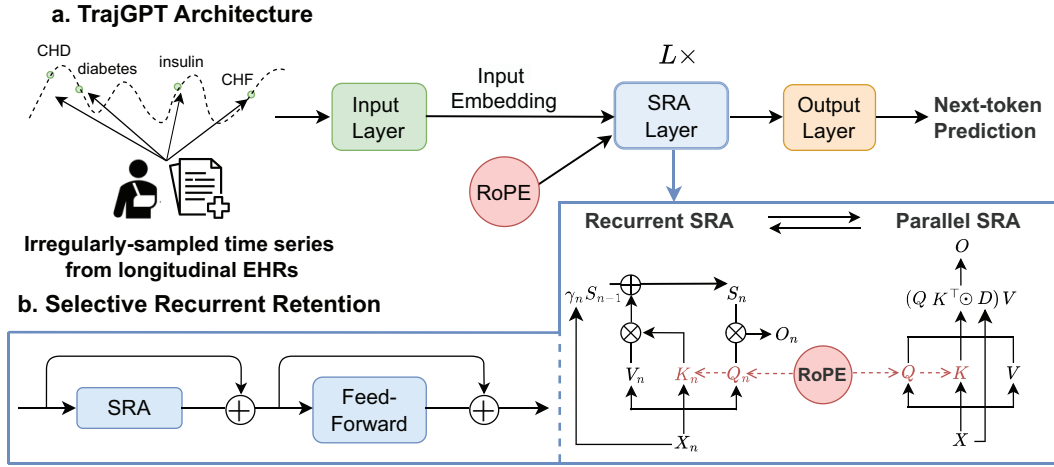 a. TrajGPT Architecture
CHD
diabetes
insulin
CHF
Input
Layer
Input
Embedding
L×
SRA
Layer
Output
Layer
Next-token
Prediction
RoPE
Irregularly-sampled time series
from longitudinal EHRs
b. Selective Recurrent Retention
SRA
Feed-
Forward
Recurrent SRA
Parallel SRA
γₙSₙ₋₁
Sₙ
Oₙ
Vₙ
Kₙ
Qₙ
Xₙ
RoPE
O
(Q K⊤⊙ D)V
Q
K
V
X